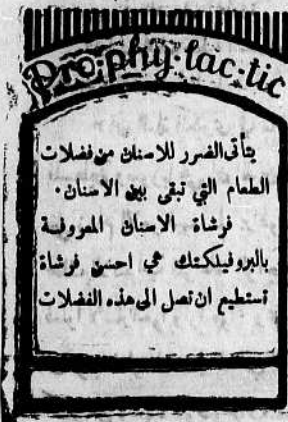 Pro·phy·lac·tic
يتأتى الضرر للاسنان من فضلات
الطعام التي تبقى بين الاسنان.
فرشاة الاسنان المعروفة
بالبروفيلكتك هي احسن فرشاة
تستطيع ان تصل الى هذه الفضلات